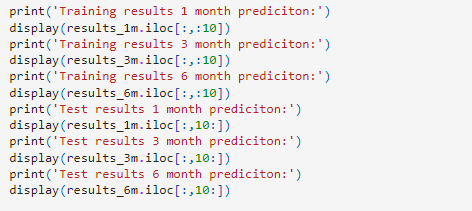 print('Training results 1 month prediciton:')
display(results_1m.iloc[:,:10])
print('Training results 3 month prediciton:')
display(results_3m.iloc[:,:10])
print('Training results 6 month prediciton:')
display(results_6m.iloc[:,:10])
print('Test results 1 month prediciton:')
display(results_1m.iloc[:,10:])
print('Test results 3 month prediciton:')
display(results_3m.iloc[:,10:])
print('Test results 6 month prediciton:')
display(results_6m.iloc[:,10:])